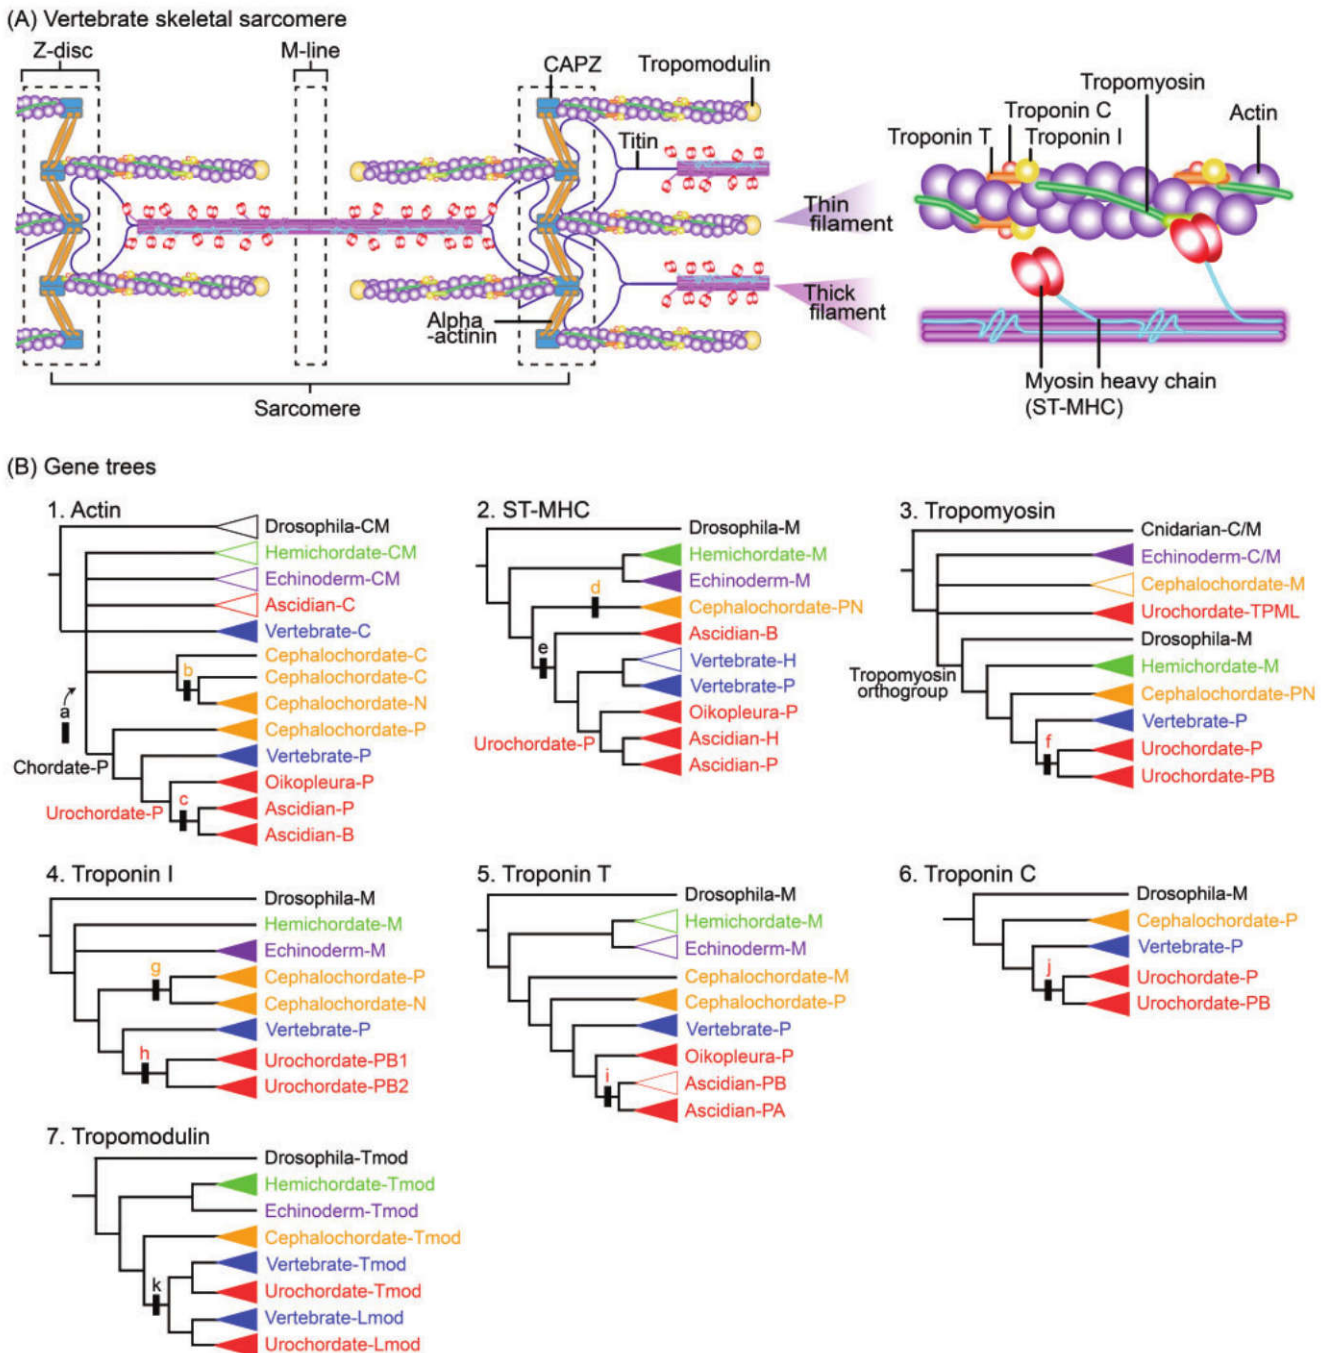 (A) Vertebrate skeletal sarcomere
Z-disc
M-line
CAPZ
Tropomodulin
Titin
Alpha
-actinin
Sarcomere
Thin
filament
Thick
filament
Tropomyosin
Troponin C
Troponin T
Troponin I
Actin
Myosin heavy chain
(ST-MHC)
(B) Gene trees
1. Actin
Drosophila-CM
Hemichordate-CM
Echinoderm-CM
Ascidian-C
Vertebrate-C
Cephalochordate-C
Cephalochordate-C
b
Cephalochordate-N
a
Cephalochordate-P
Chordate-P
Vertebrate-P
Oikopleura-P
Urochordate-P
c
Ascidian-P
Ascidian-B
2. ST-MHC
Drosophila-M
Hemichordate-M
Echinoderm-M
d
Cephalochordate-PN
Ascidian-B
e
Vertebrate-H
Vertebrate-P
Oikopleura-P
Urochordate-P
Ascidian-H
Ascidian-P
3. Tropomyosin
Cnidarian-C/M
Echinoderm-C/M
Cephalochordate-M
Urochordate-TPML
Drosophila-M
Tropomyosin
orthogroup
Hemichordate-M
Cephalochordate-PN
Vertebrate-P
f
Urochordate-P
Urochordate-PB
4. Troponin I
Drosophila-M
Hemichordate-M
Echinoderm-M
g
Cephalochordate-P
Cephalochordate-N
Vertebrate-P
h
Urochordate-PB1
Urochordate-PB2
5. Troponin T
Drosophila-M
Hemichordate-M
Echinoderm-M
Cephalochordate-M
Cephalochordate-P
Vertebrate-P
Oikopleura-P
i
Ascidian-PB
Ascidian-PA
6. Troponin C
Drosophila-M
Cephalochordate-P
Vertebrate-P
j
Urochordate-P
Urochordate-PB
7. Tropomodulin
Drosophila-Tmod
Hemichordate-Tmod
Echinoderm-Tmod
Cephalochordate-Tmod
Vertebrate-Tmod
k
Urochordate-Tmod
Vertebrate-Lmod
Urochordate-Lmod